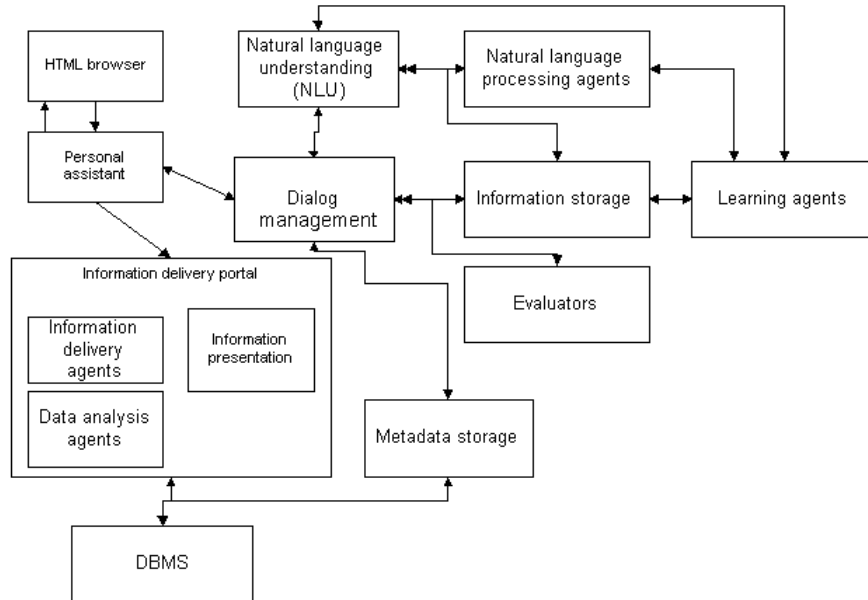 HTML browser
Natural language
understanding
(NLU)
Natural language
processing agents
Personal
assistant
Dialog
management
Information storage
Learning agents
Information delivery portal
Evaluators
Information
delivery
agents
Information
presentation
Data analysis
agents
Metadata storage
DBMS